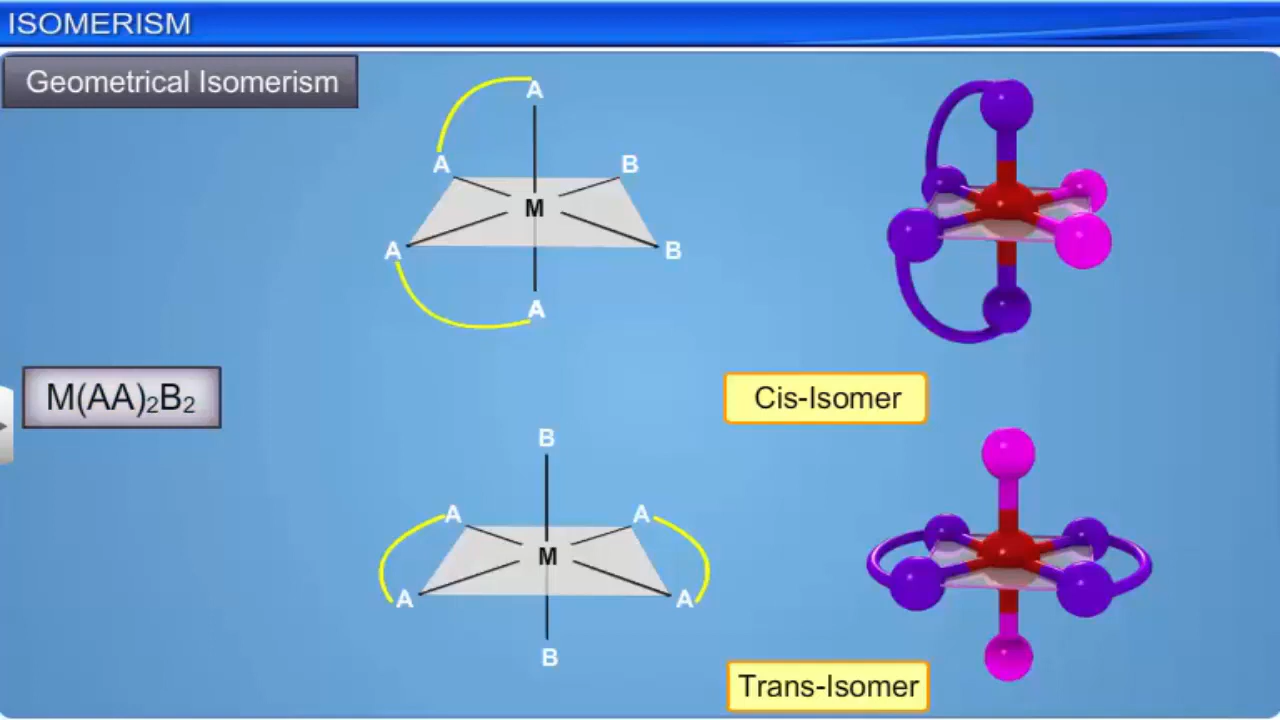 ISOMERISM
Geometrical Isomerism
A
A B
M
A B
A
M(AA)₂B₂
Cis-Isomer
B
A A
M
A A
B
Trans-Isomer